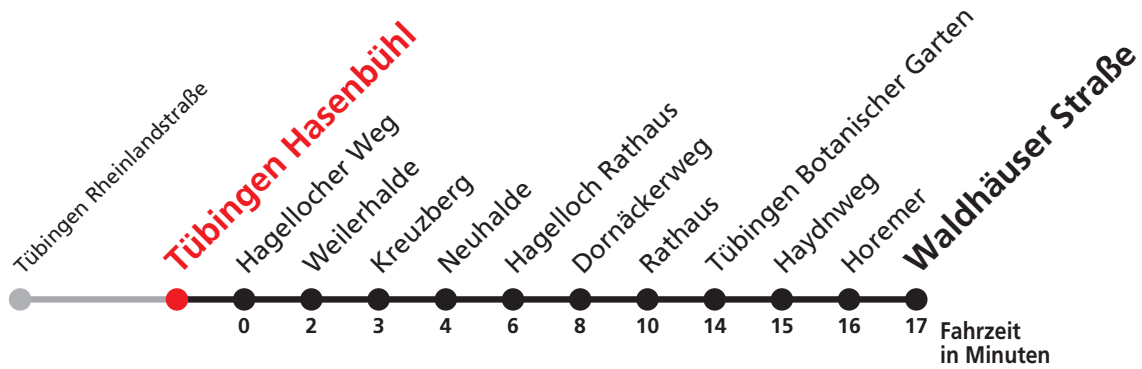 Tübingen Rheinlandstraße
Tübingen Hasenbühl
Hagellocher Weg
Weilerhalde
Kreuzberg
Neuhalde
Hagelloch Rathaus
Dornäckerweg
Rathaus
Tübingen Botanischer Garten
Haydnweg
Horemer
Waldhäuser Straße
0 2 3 4 6 8 10 14 15 16 17
Fahrzeit
in Minuten